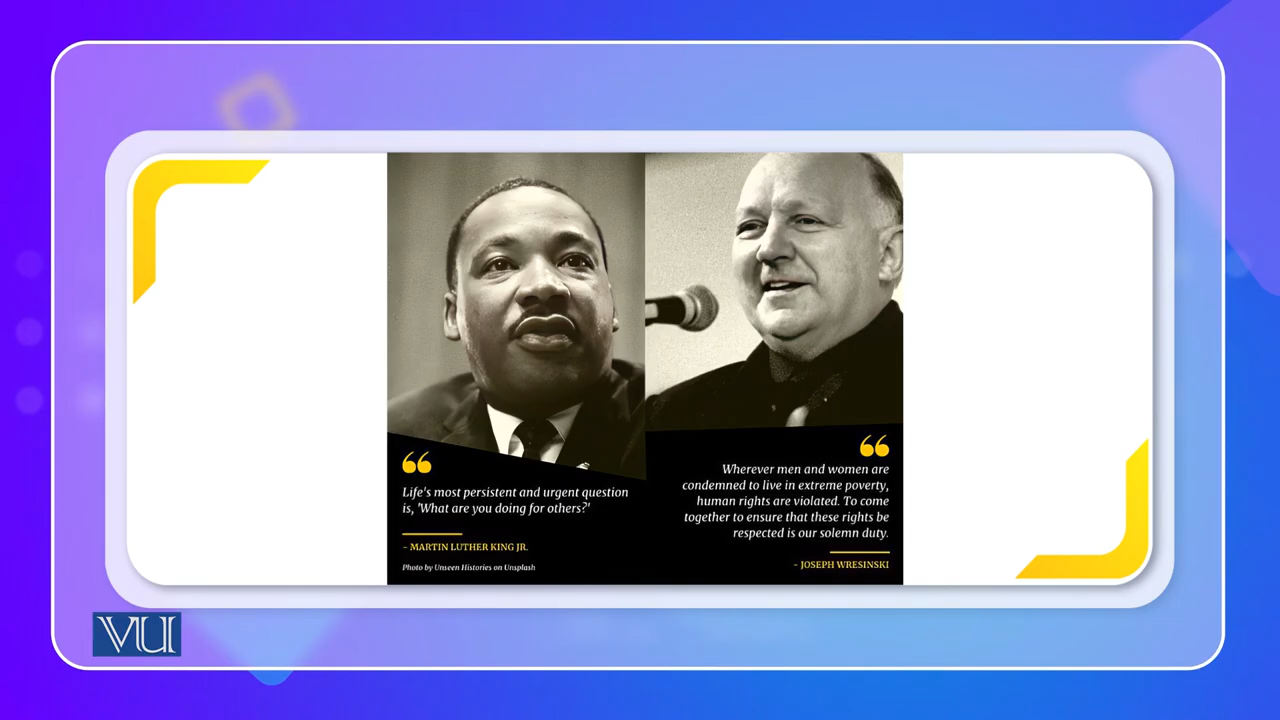 Life's most persistent and urgent question
is, 'What are you doing for others?'
- MARTIN LUTHER KING JR.
Photo by Unseen Histories on Unsplash
Wherever men and women are
condemned to live in extreme poverty,
human rights are violated. To come
together to ensure that these rights be
respected is our solemn duty.
- JOSEPH WRESINSKI
VU